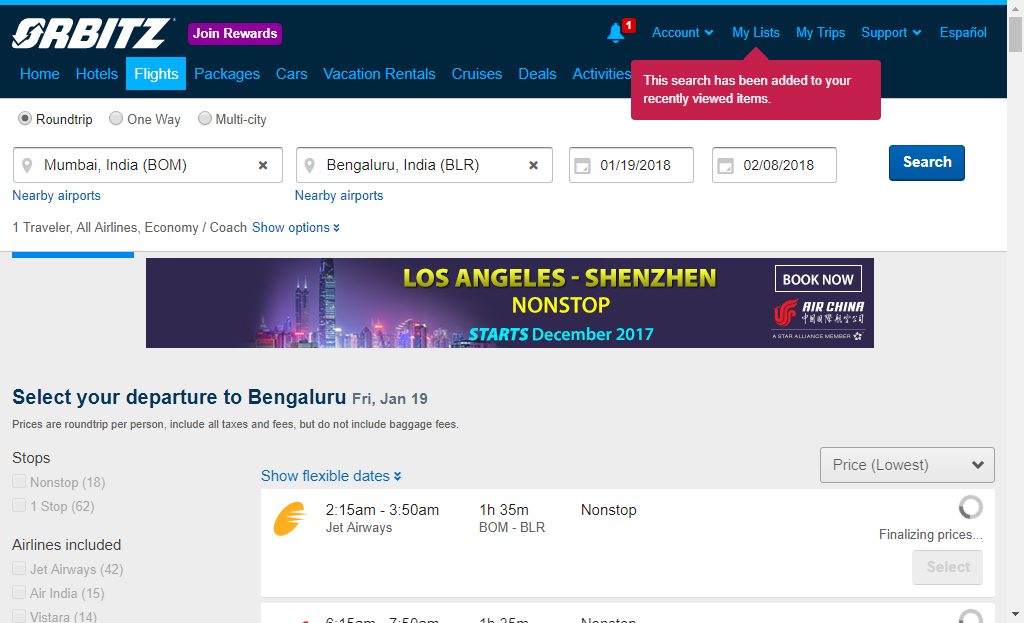 ORBITZ
Join Rewards
1
Account
My Lists
My Trips
Support
Español
Home
Hotels
Flights
Packages
Cars
Vacation Rentals
Cruises
Deals
Activities
This search has been added to your
recently viewed items.
Roundtrip
One Way
Multi-city
Mumbai, India (BOM)
Bengaluru, India (BLR)
01/19/2018
02/08/2018
Search
Nearby airports
Nearby airports
1 Traveler, All Airlines, Economy / Coach Show options
LOS ANGELES - SHENZHEN
NONSTOP
STARTS December 2017
BOOK NOW
AIR CHINA
中国国际航空公司
A STAR ALLIANCE MEMBER
Select your departure to Bengaluru Fri, Jan 19
Prices are roundtrip per person, include all taxes and fees, but do not include baggage fees.
Stops
Nonstop (18)
1 Stop (62)
Airlines included
Jet Airways (42)
Air India (15)
Vistara (14)
Show flexible dates
Price (Lowest)
2:15am - 3:50am
Jet Airways
1h 35m
BOM - BLR
Nonstop
Finalizing prices...
Select
6:15am - 7:50am
1h 35m
Nonstop